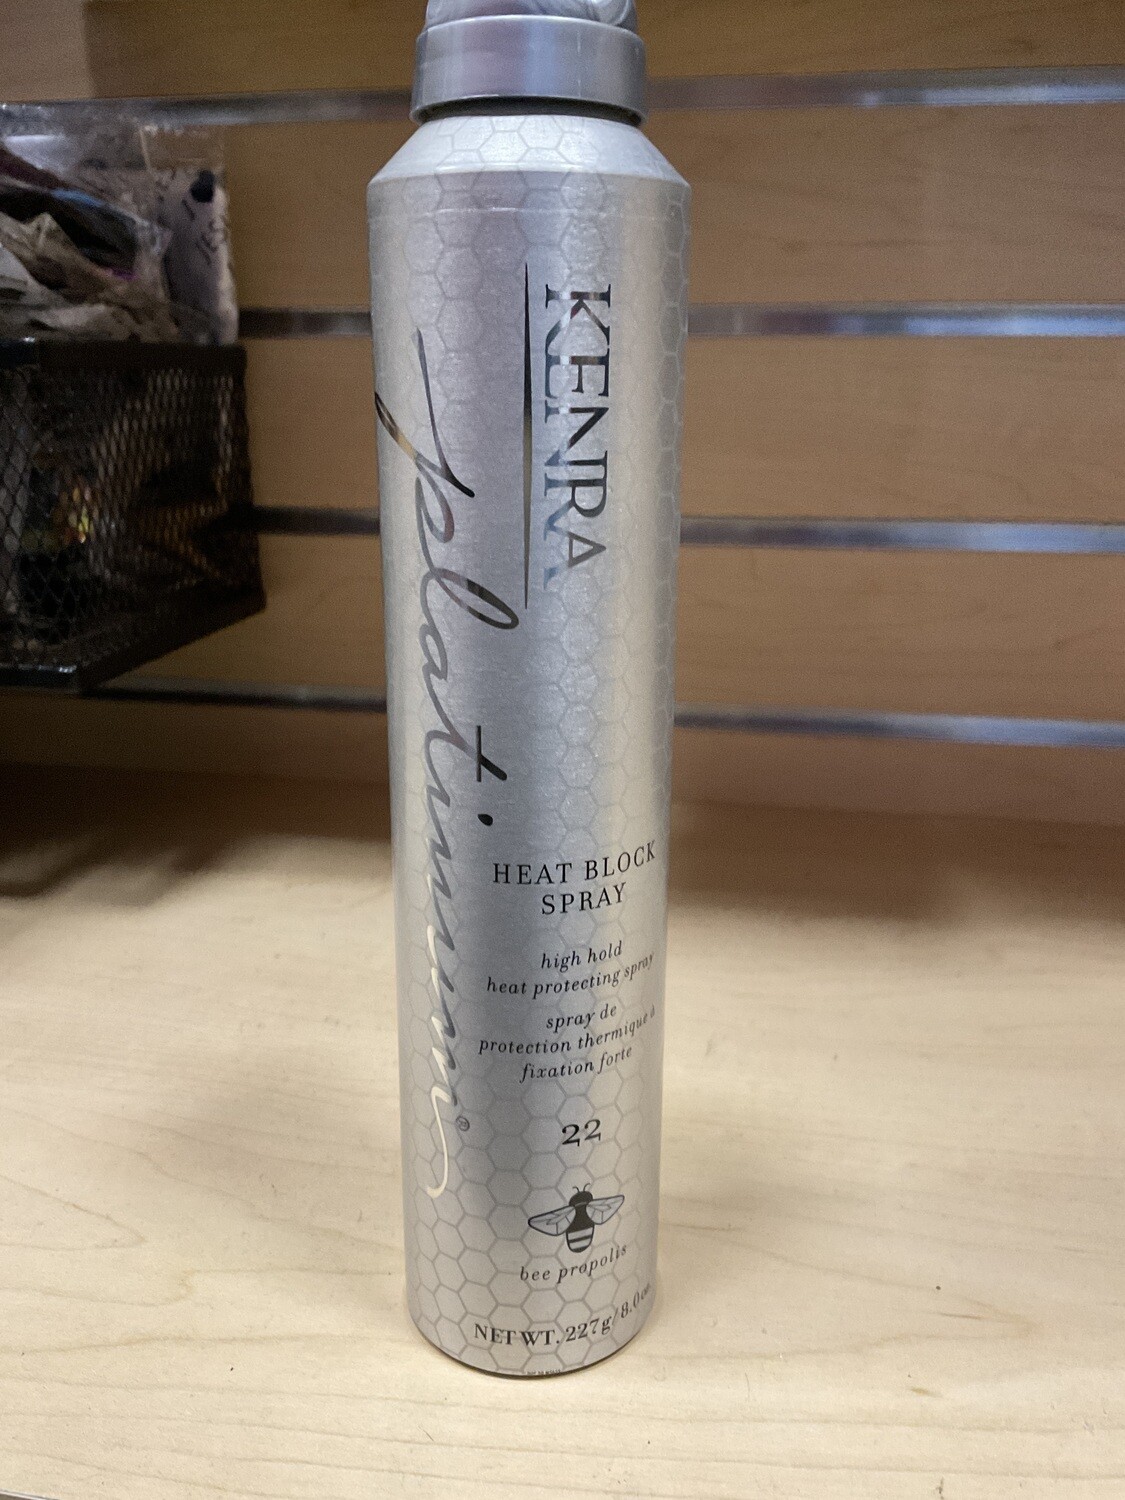 KENRA
platinum®
HEAT BLOCK
SPRAY
high hold
heat protecting spray
spray de
protection thermique à
fixation forte
22
bee propolis
NET WT. 227g/8.0 oz.